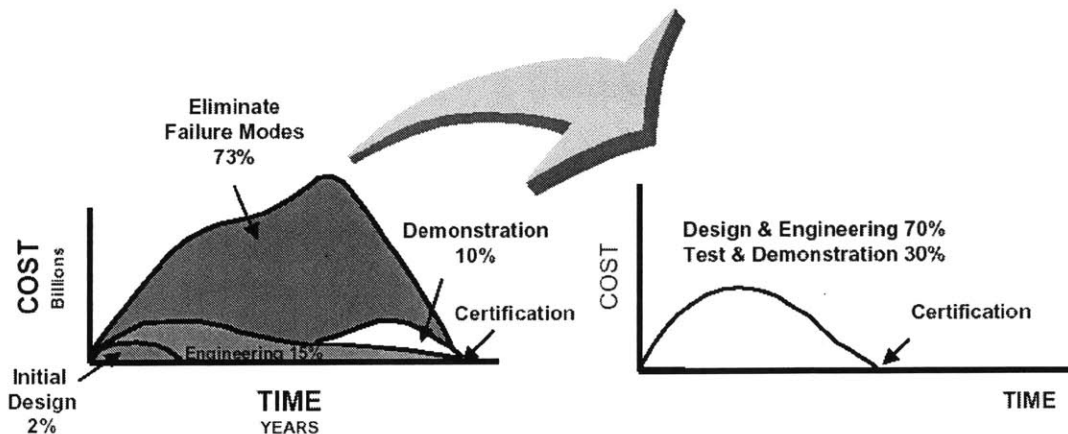 Eliminate
Failure Modes
73%
Demonstration
10%
Certification
COST
Billions
Engineering 15%
Initial
Design
2%
TIME
YEARS
Design & Engineering 70%
Test & Demonstration 30%
COST
Certification
TIME